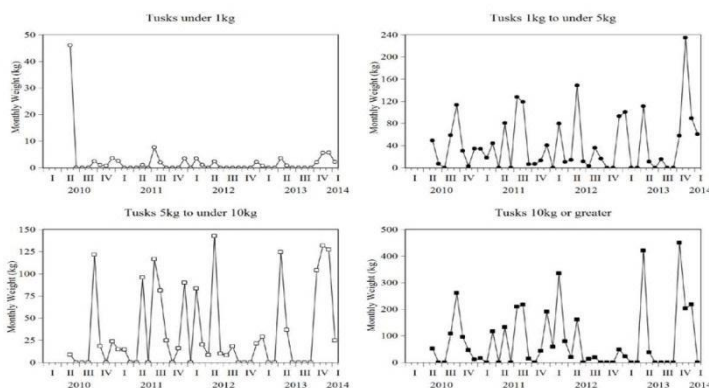 Tusks under 1kg
Monthly Weight (kg)
50
40
30
20
10
0
I II III IV I II III IV I II III IV I II III IV I
2010 2011 2012 2013 2014
Tusks 1kg to under 5kg
Monthly Weight (kg)
240
200
160
120
80
40
0
I II III IV I II III IV I II III IV I II III IV I
2010 2011 2012 2013 2014
Tusks 5kg to under 10kg
Monthly Weight (kg)
150
125
100
75
50
25
0
I II III IV I II III IV I II III IV I II III IV I
2010 2011 2012 2013 2014
Tusks 10kg or greater
Monthly Weight (kg)
500
400
300
200
100
0
I II III IV I II III IV I II III IV I II III IV I
2010 2011 2012 2013 2014